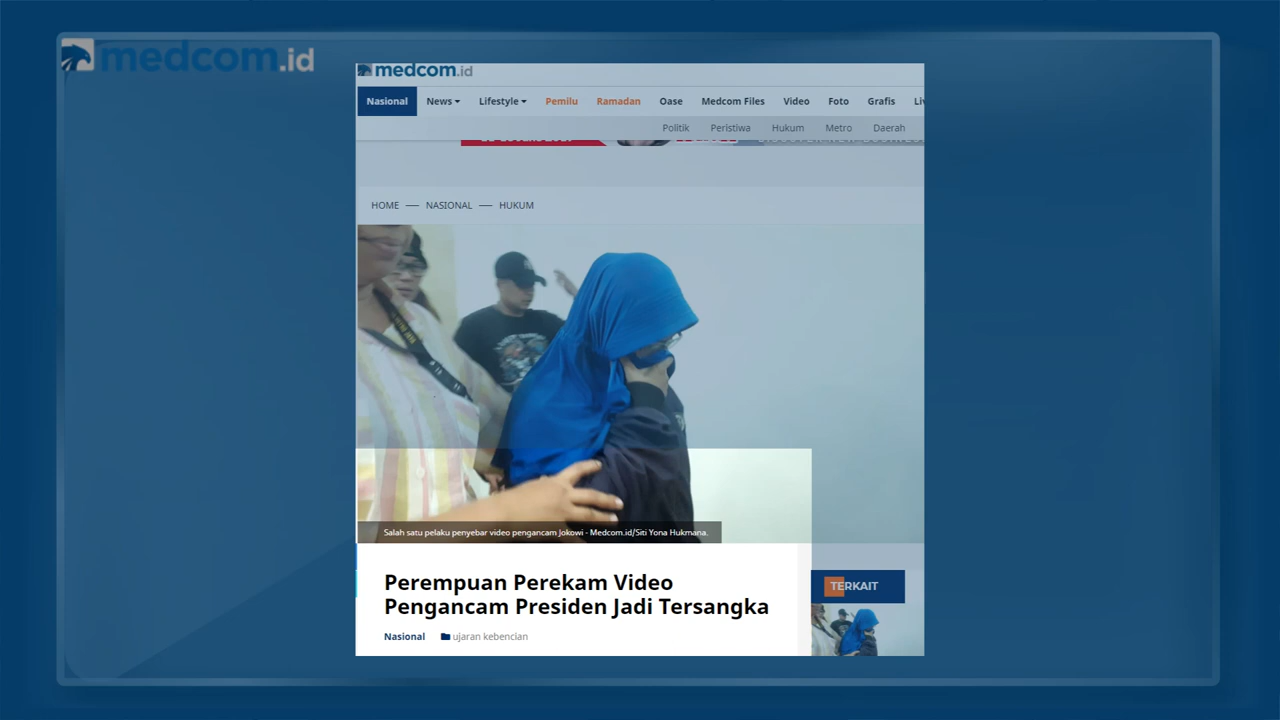 medcom.id
medcom.id
Nasional News Lifestyle Pemilu Ramadan Oase Medcom Files Video Foto Grafis
Politik Peristiwa Hukum Metro Daerah
HOME — NASIONAL — HUKUM
Salah satu pelaku penyebar video pengancam Jokowi - Medcom.id/Siti Yona Hukmana.
Perempuan Perekam Video
Pengancam Presiden Jadi Tersangka
TERKAIT
Nasional ujaran kebencian